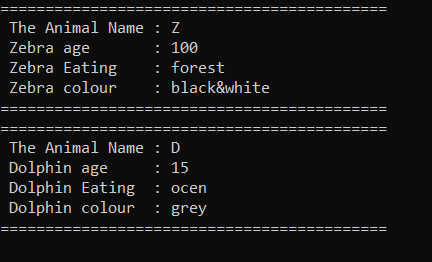 ===========================================
The Animal Name : Z
Zebra age       : 100
Zebra Eating    : forest
Zebra colour    : black&white
===========================================
===========================================
The Animal Name : D
Dolphin age     : 15
Dolphin Eating  : ocen
Dolphin colour  : grey
===========================================